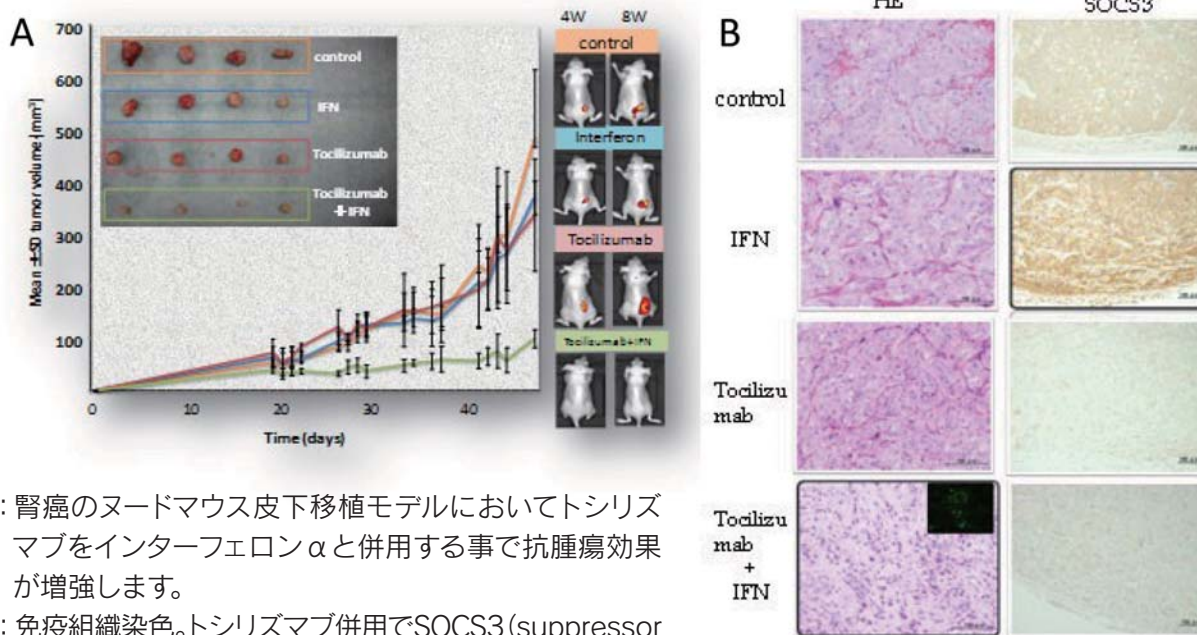 A
700
600
500
400
300
200
100
Mean ±SD tumor volume (mm³)
0
10
20
30
40
Time (days)
control
IFN
Tocilizumab
Tocilizumab
+IFN
4W 8W
control
Interferon
Tocilizumab
Tocilizumab+IFN
B
HE SOCS3
control
IFN
Tocilizu
mab
Tocilizu
mab
+
IFN
: 腎癌のヌードマウス皮下移植モデルにおいてトシリズ
マブをインターフェロンαと併用する事で抗腫瘍効果
が増強します。
: 免疫組織染色。トシリズマブ併用でSOCS3(suppressor